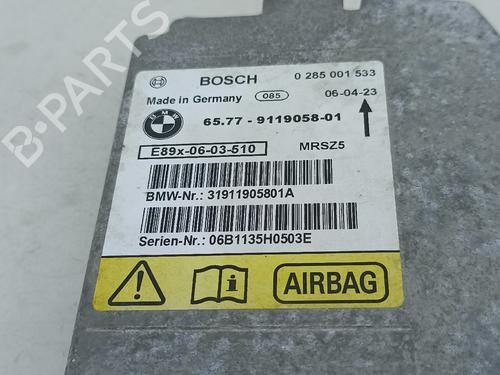 B-PARTS
BOSCH 0 285 001 533
Made in Germany 085 06-04-23
BMW 65.77 - 9119058-01
E89x-06-03-510 MRSZ5
BMW-Nr.: 31911905801A
Serien-Nr.: 06B1135H0503E
AIRBAG